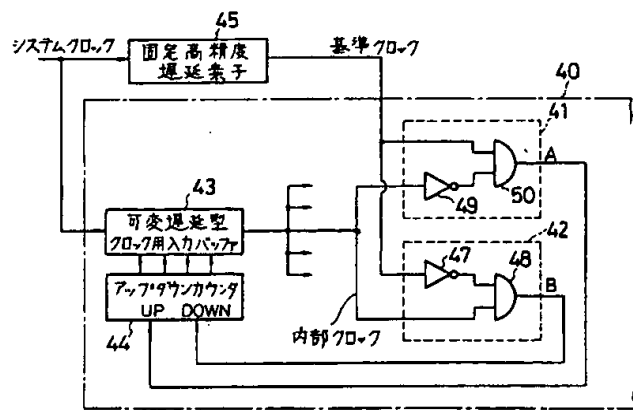 45
システムクロック
固定高精度
遅延素子
基準クロック
40
41
A
50
49
43
可変遅延型
クロック用入力バッファ
42
47
48
B
アップ・ダウンカウンタ
UP DOWN
44
内部クロック